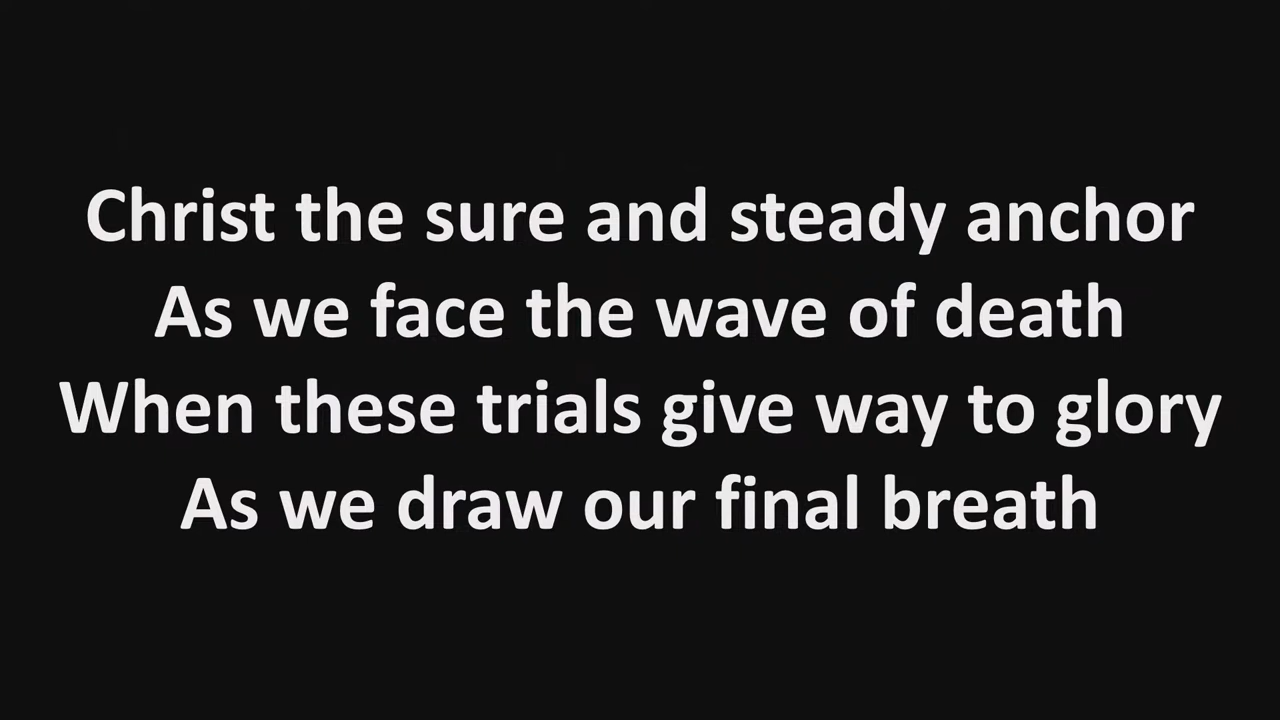 Christ the sure and steady anchor
As we face the wave of death
When these trials give way to glory
As we draw our final breath